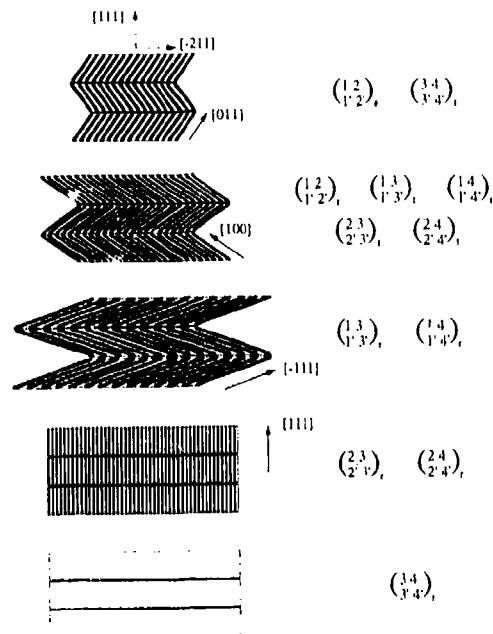 [111]
[-211]
[011]
(1 2 / 1' 2')e (3 4 / 3' 4')t
(1 2 / 1' 2')t (1 3 / 1' 3')t (1 4 / 1' 4')t
[100]
(2 3 / 2' 3')t (2 4 / 2' 4')t
(1 3 / 1' 3')r (1 4 / 1' 4')r
[-111]
[111]
(2 3 / 2' 3')r (2 4 / 2' 4')r
(3 4 / 3' 4')r